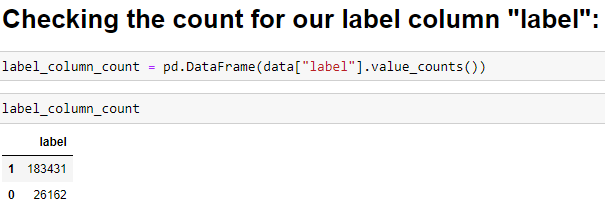 Checking the count for our label column "label":
label_column_count = pd.DataFrame(data["label"].value_counts())
label_column_count
label
1 183431
0 26162